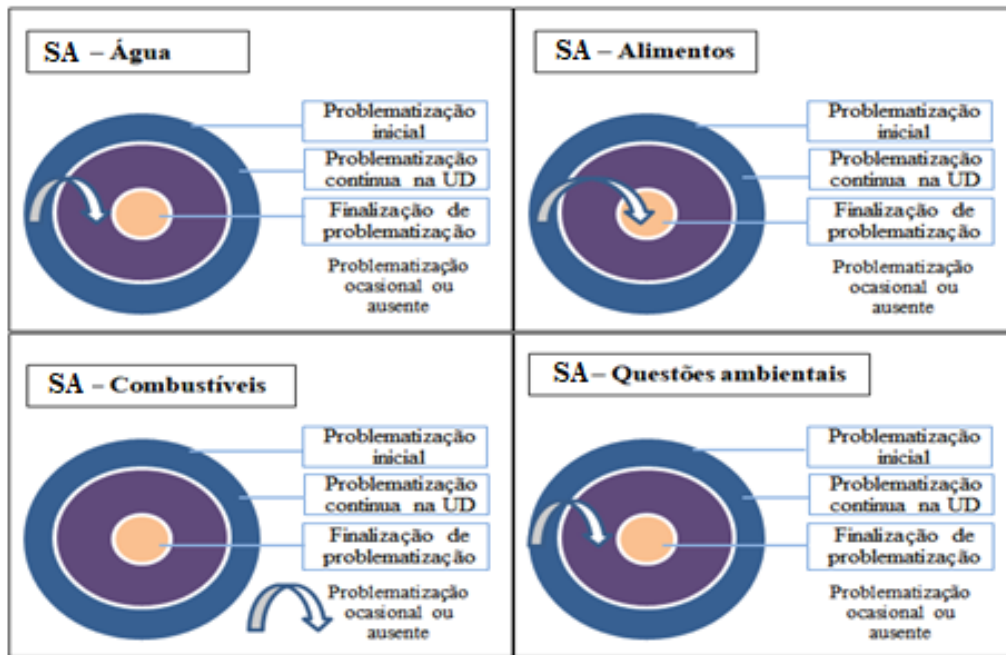 SA – Água
Problematização
inicial
Problematização
continua na UD
Finalização de
problematização
Problematização
ocasional ou
ausente
SA – Alimentos
Problematização
inicial
Problematização
continua na UD
Finalização de
problematização
Problematização
ocasional ou
ausente
SA – Combustíveis
Problematização
inicial
Problematização
continua na UD
Finalização de
problematização
Problematização
ocasional ou
ausente
SA – Questões ambientais
Problematização
inicial
Problematização
continua na UD
Finalização de
problematização
Problematização
ocasional ou
ausente